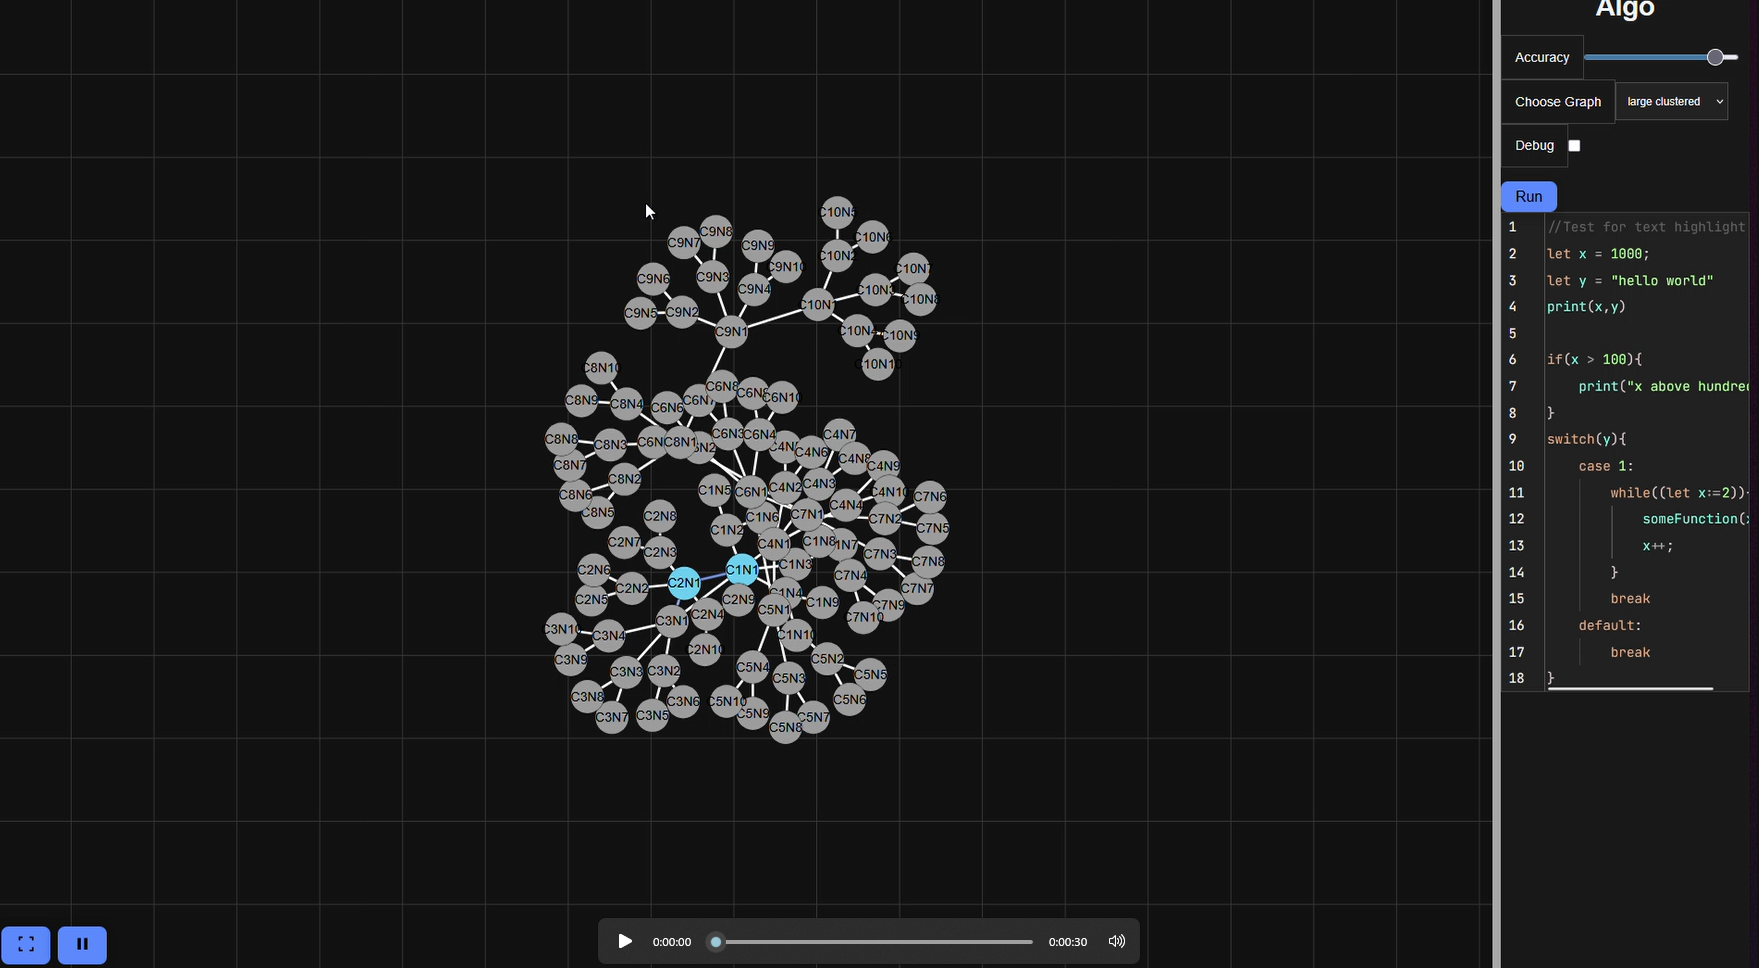 Algo
Accuracy
Choose Graph
large clustered
Debug
Run
1 //Test for text highlight
2 let x = 1000;
3 let y = "hello world"
4 print(x,y)
5
6 if(x > 100){
7 print("x above hundred
8 }
9 switch(y){
10 case 1:
11 while((let x:=2)){
12 someFunction(x
13 x++;
14 }
15 break
16 default:
17 break
18 }
C10N5
C9N8
C10N6
C9N7
C9N9
C10N2
C9N10
C10N7
C9N6
C9N3
C9N4
C10N3
C10N8
C9N5
C9N2
C10N1
C9N1
C10N4
C10N9
C10N10
C8N10
C6N8
C6N9
C6N10
C8N9
C8N4
C6N6
C6N7
C8N8
C8N3
C8N1
C6N3
C6N4
C4N7
C4N6
C4N8
C8N7
C4N9
C8N2
C8N6
C1N5
C6N1
C4N2
C4N3
C4N10
C7N6
C8N5
C2N8
C1N6
C7N1
C4N4
C7N2
C7N5
C1N2
C2N7
C2N3
C4N1
C1N8
C7N3
C7N8
C2N6
C1N1
C1N3
C7N4
C2N1
C2N2
C7N7
C2N5
C2N9
C1N4
C1N9
C7N9
C2N4
C5N1
C7N10
C3N1
C3N10
C3N4
C1N10
C2N10
C3N9
C5N2
C3N3
C3N2
C5N4
C5N3
C5N5
C3N8
C3N6
C5N10
C5N6
C3N7
C3N5
C5N9
C5N7
C5N8
0:00:00
0:00:30